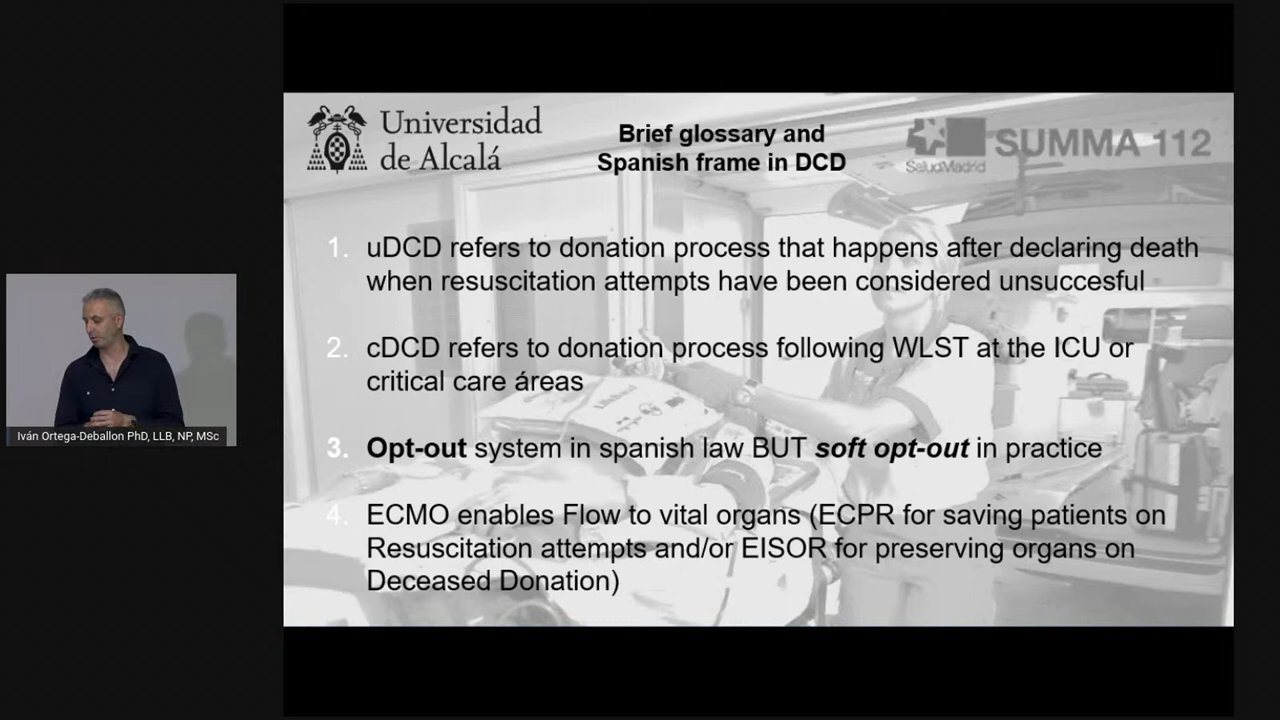 Universidad
de Alcalá
Brief glossary and
Spanish frame in DCD
SaludMadrid
SUMMA 112
1. uDCD refers to donation process that happens after declaring death
when resuscitation attempts have been considered unsuccesful
2. cDCD refers to donation process following WLST at the ICU or
critical care áreas
3. Opt-out system in spanish law BUT soft opt-out in practice
4. ECMO enables Flow to vital organs (ECPR for saving patients on
Resuscitation attempts and/or EISOR for preserving organs on
Deceased Donation)
Iván Ortega-Deballon PhD, LLB, NP, MSc